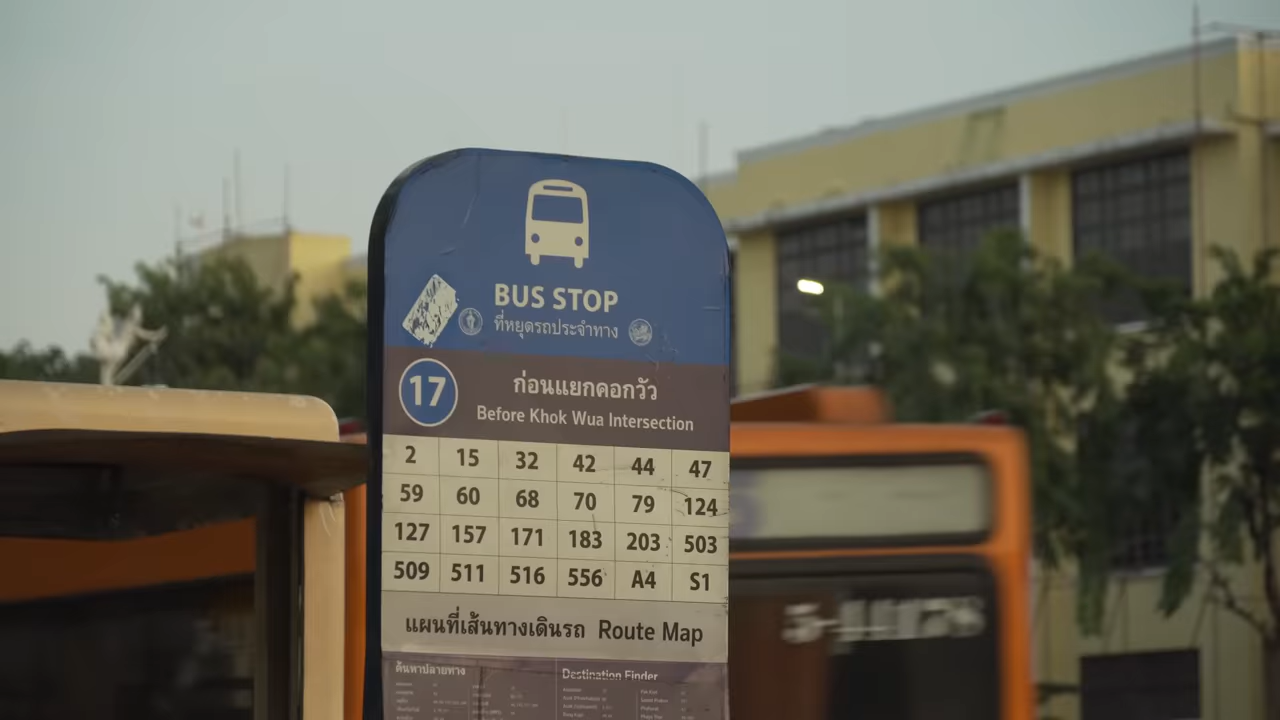 BUS STOP
ที่หยุดรถประจำทาง
17
ก่อนแยกคอกวัว
Before Khok Wua Intersection
2 15 32 42 44 47
59 60 68 70 79 124
127 157 171 183 203 503
509 511 516 556 A4 S1
แผนที่เส้นทางเดินรถ Route Map
ค้นหาปลายทาง Destination Finder